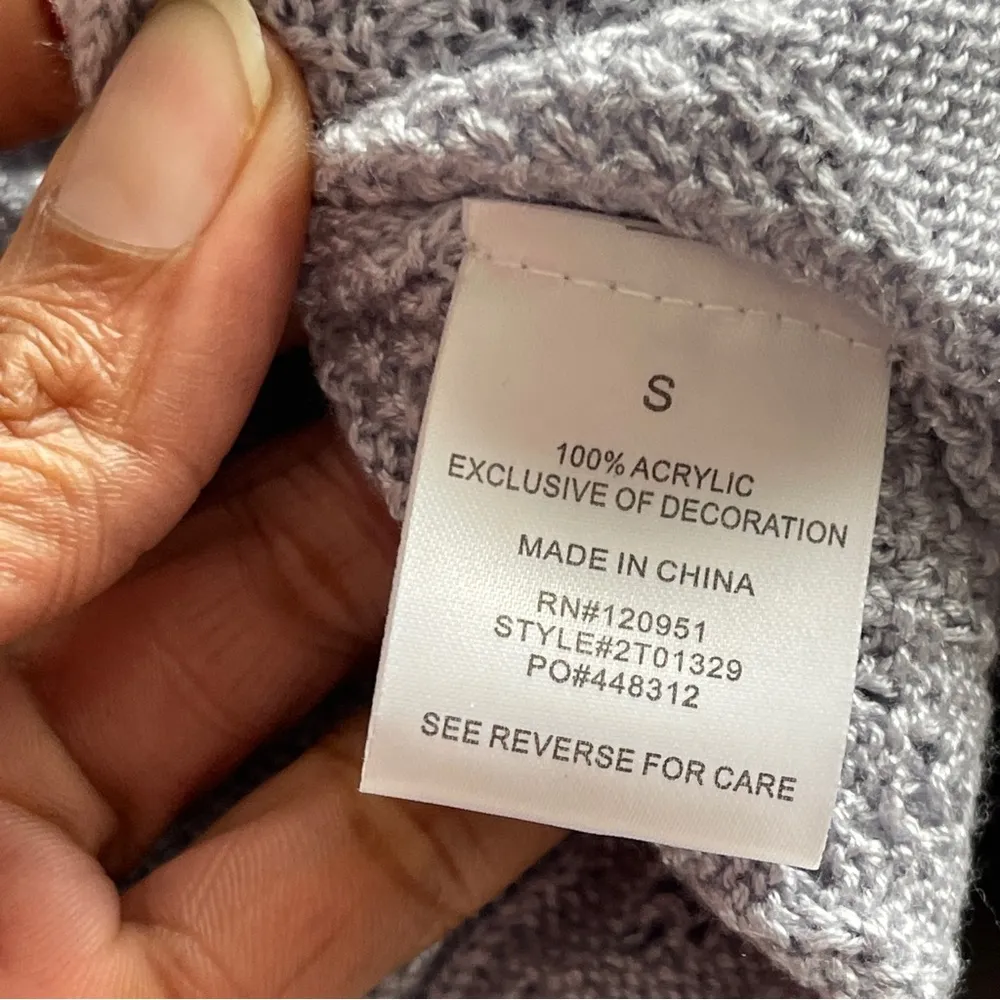 S
100% ACRYLIC
EXCLUSIVE OF DECORATION
MADE IN CHINA
RN#120951
STYLE#2T01329
PO#448312
SEE REVERSE FOR CARE